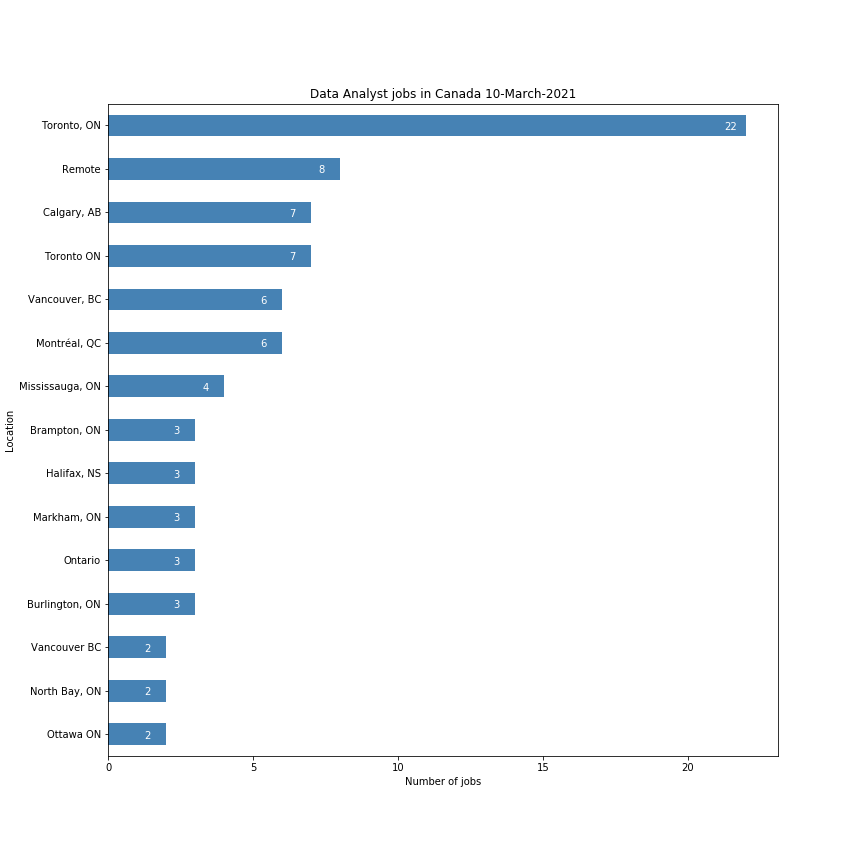 Data Analyst jobs in Canada 10-March-2021
Toronto, ON 22
Remote 8
Calgary, AB 7
Toronto ON 7
Vancouver, BC 6
Montréal, QC 6
Mississauga, ON 4
Brampton, ON 3
Halifax, NS 3
Markham, ON 3
Ontario 3
Burlington, ON 3
Vancouver BC 2
North Bay, ON 2
Ottawa ON 2
Location
0 5 10 15 20
Number of jobs